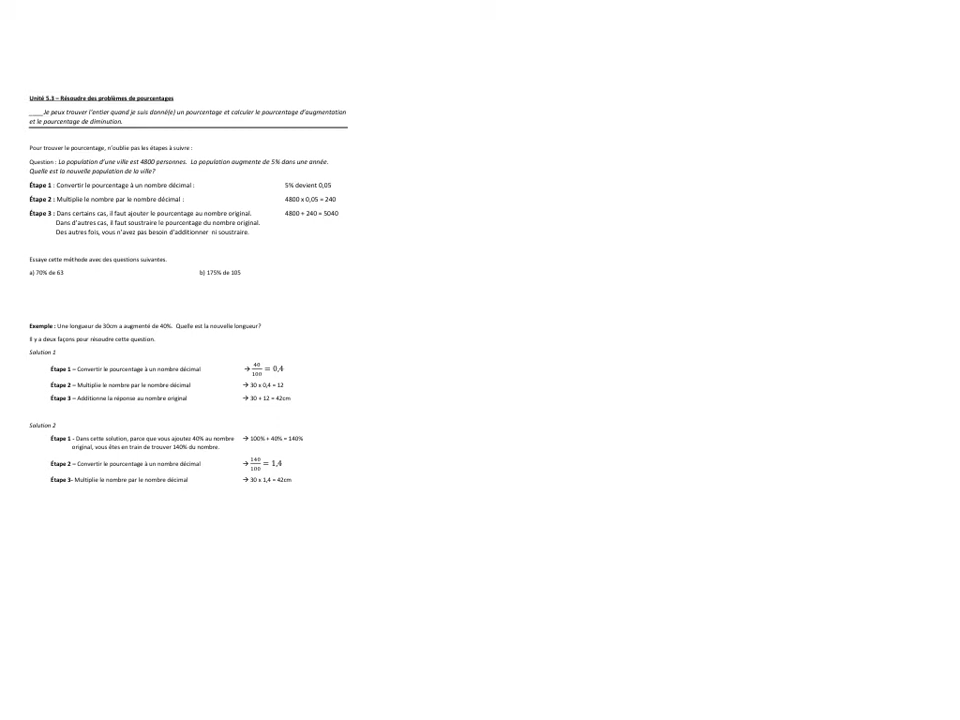 Unité 5.3 – Résoudre des problèmes de pourcentages
____Je peux trouver l'entier quand je suis donné(e) un pourcentage et calculer le pourcentage d'augmentation
et le pourcentage de diminution.
Pour trouver le pourcentage, n'oublie pas les étapes à suivre :
Question : La population d'une ville est 4800 personnes. La population augmente de 5% dans une année.
Quelle est la nouvelle population de la ville?
Étape 1 : Convertir le pourcentage à un nombre décimal : 5% devient 0,05
Étape 2 : Multiplie le nombre par le nombre décimal : 4800 x 0,05 = 240
Étape 3 : Dans certains cas, il faut ajouter le pourcentage au nombre original. 4800 + 240 = 5040
Dans d'autres cas, il faut soustraire le pourcentage du nombre original.
Des autres fois, vous n'avez pas besoin d'additionner ni soustraire.
Essaye cette méthode avec des questions suivantes.
a) 70% de 63 b) 175% de 105
Exemple : Une longueur de 30cm a augmenté de 40%. Quelle est la nouvelle longueur?
Il y a deux façons pour résoudre cette question.
Solution 1
Étape 1 – Convertir le pourcentage à un nombre décimal → 40/100 = 0,4
Étape 2 – Multiplie le nombre par le nombre décimal → 30 x 0,4 = 12
Étape 3 – Additionne la réponse au nombre original → 30 + 12 = 42cm
Solution 2
Étape 1 - Dans cette solution, parce que vous ajoutez 40% au nombre → 100% + 40% = 140%
original, vous êtes en train de trouver 140% du nombre.
Étape 2 – Convertir le pourcentage à un nombre décimal → 140/100 = 1,4
Étape 3- Multiplie le nombre par le nombre décimal → 30 x 1,4 = 42cm